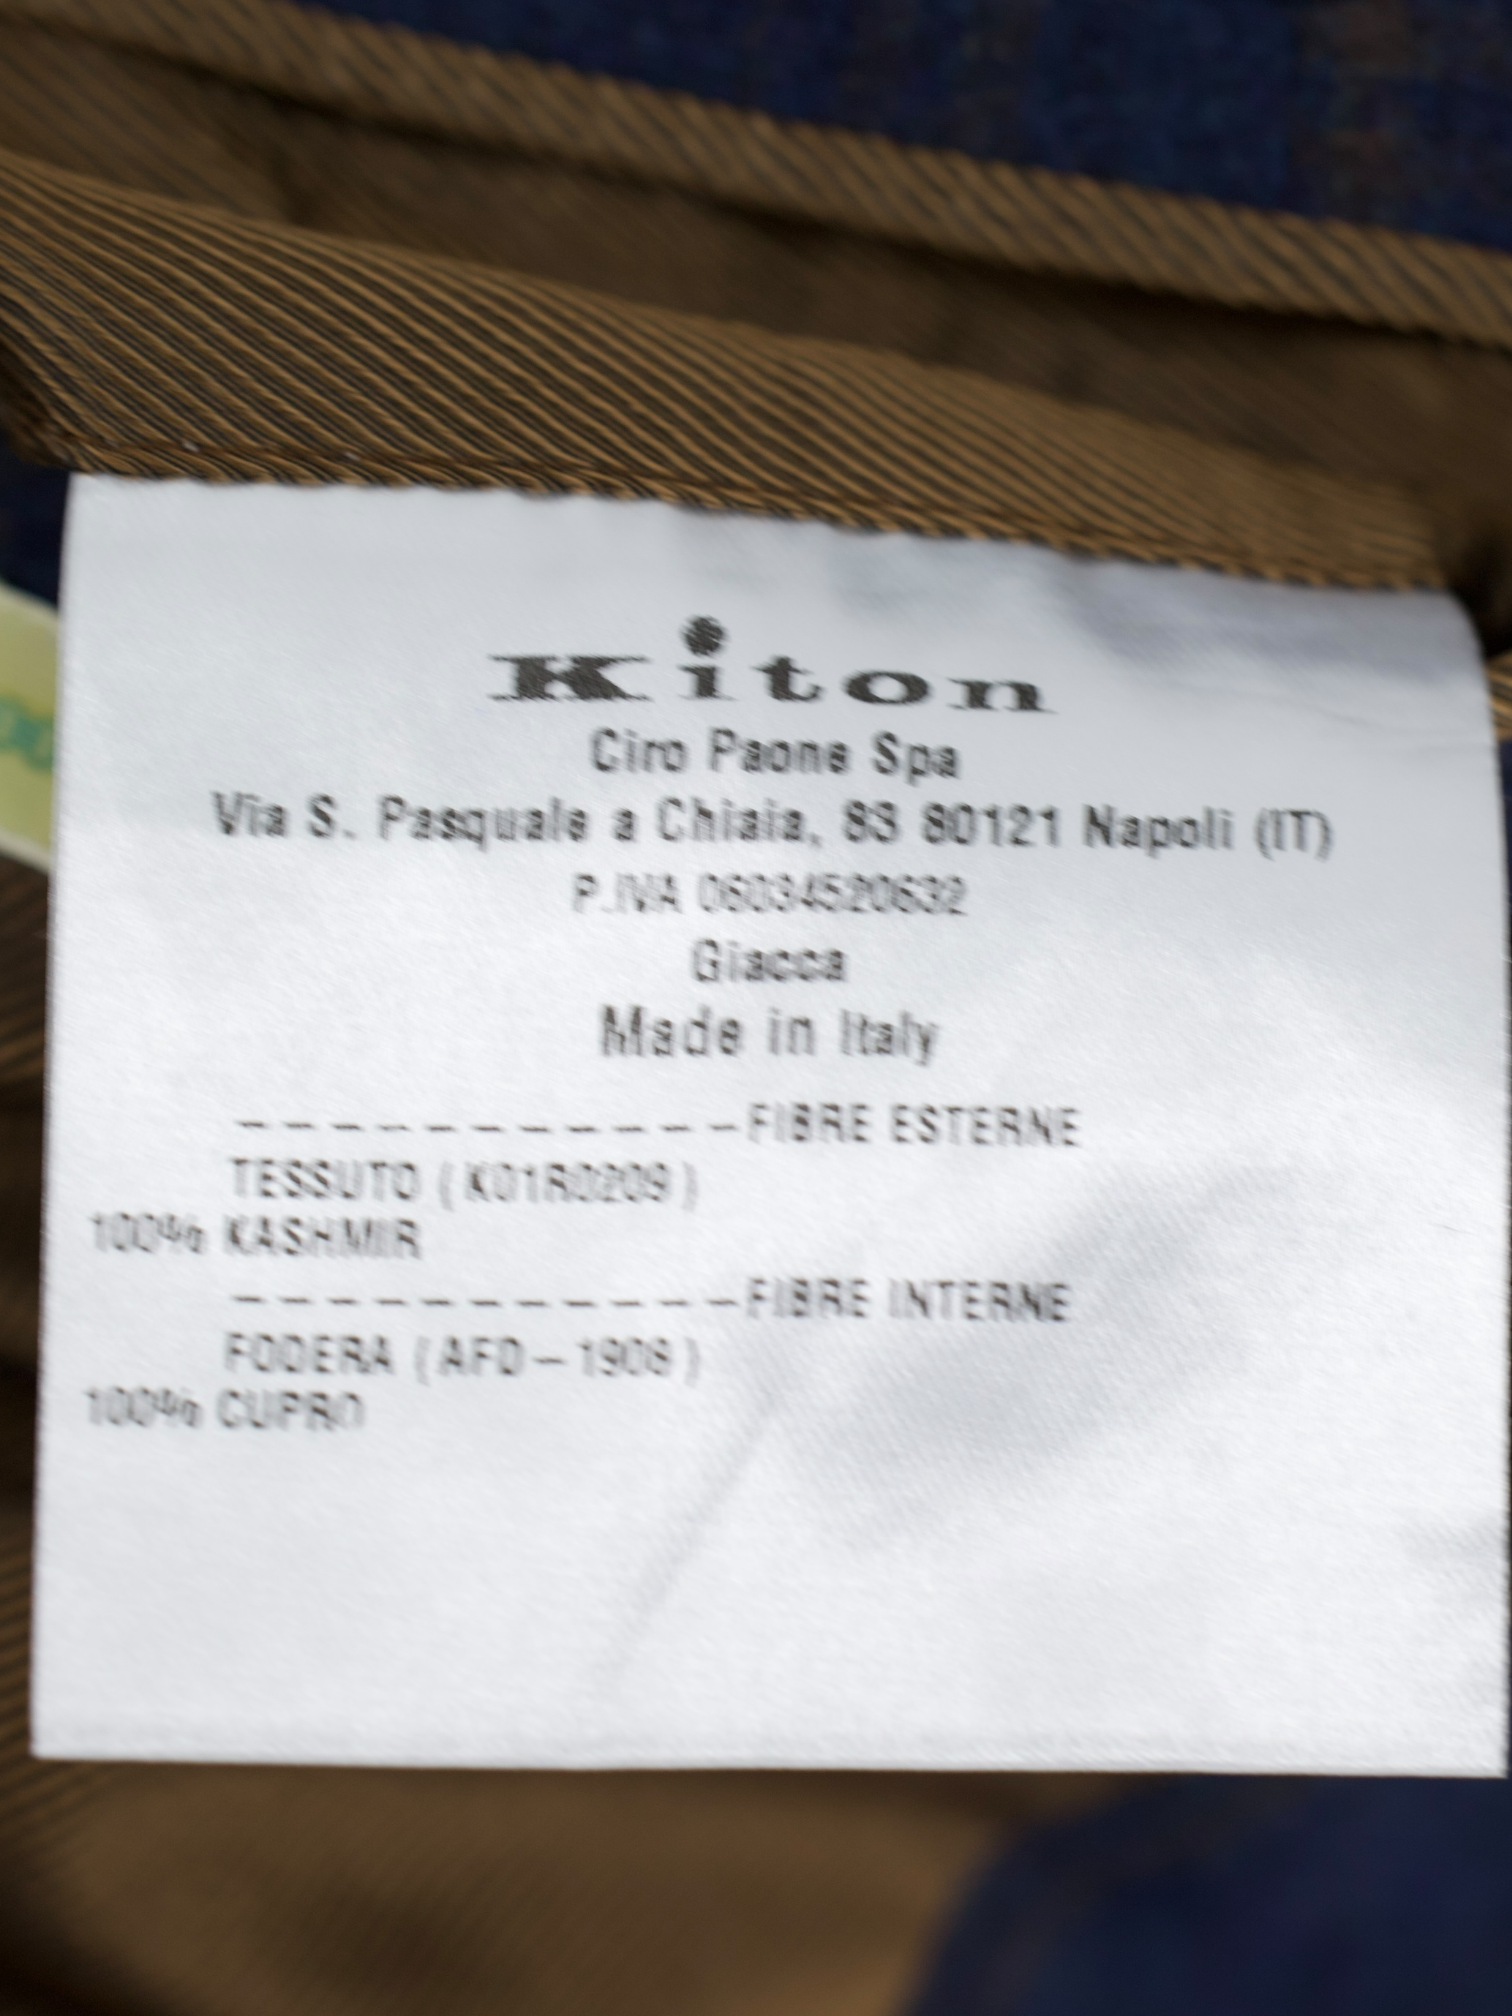 Kiton
Ciro Paone Spa
Via S. Pasquale a Chiaia, 83 80121 Napoli (IT)
P.IVA 06034520632
Giacca
Made in Italy
------------FIBRE ESTERNE
TESSUTO (K01R0209)
100% KASHMIR
------------FIBRE INTERNE
FODERA (AFD-1908)
100% CUPRO